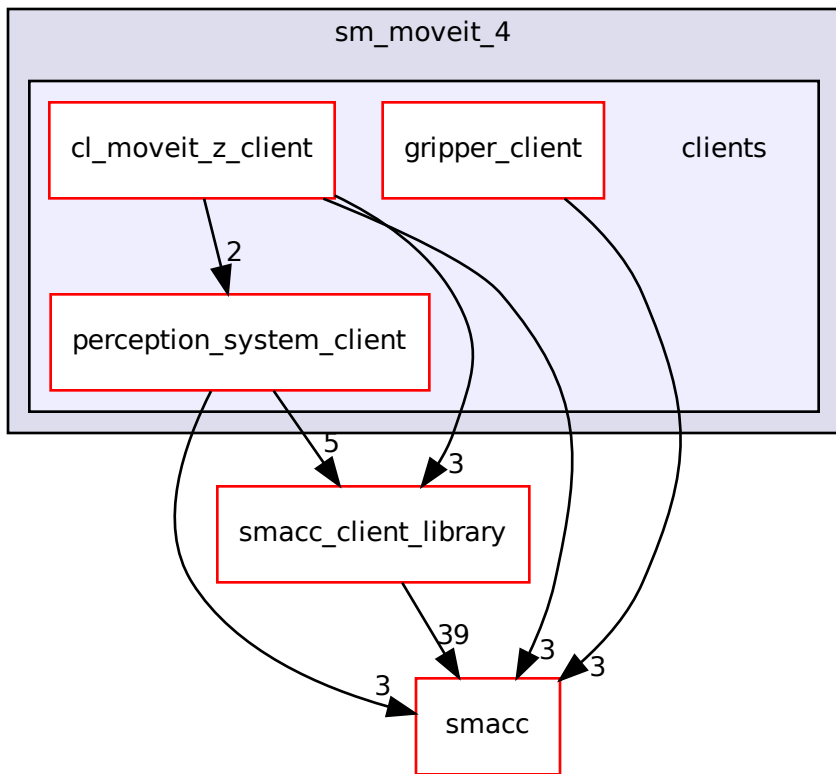 sm_moveit_4
cl_moveit_z_client
gripper_client
clients
2
perception_system_client
5
3
smacc_client_library
39
3
3
3
smacc